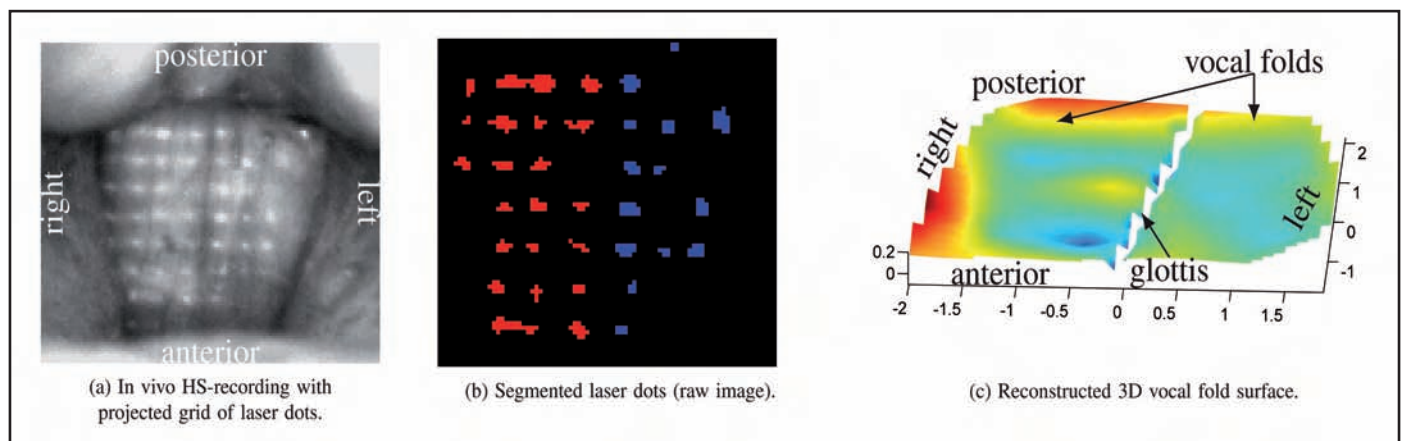 posterior
right
left
anterior
(a) In vivo HS-recording with
projected grid of laser dots.
(b) Segmented laser dots (raw image).
vocal folds
posterior
right
left
0.2
0
anterior
glottis
2
1
0
-1
-2
-1.5
-1
-0.5
0
0.5
1
1.5
(c) Reconstructed 3D vocal fold surface.